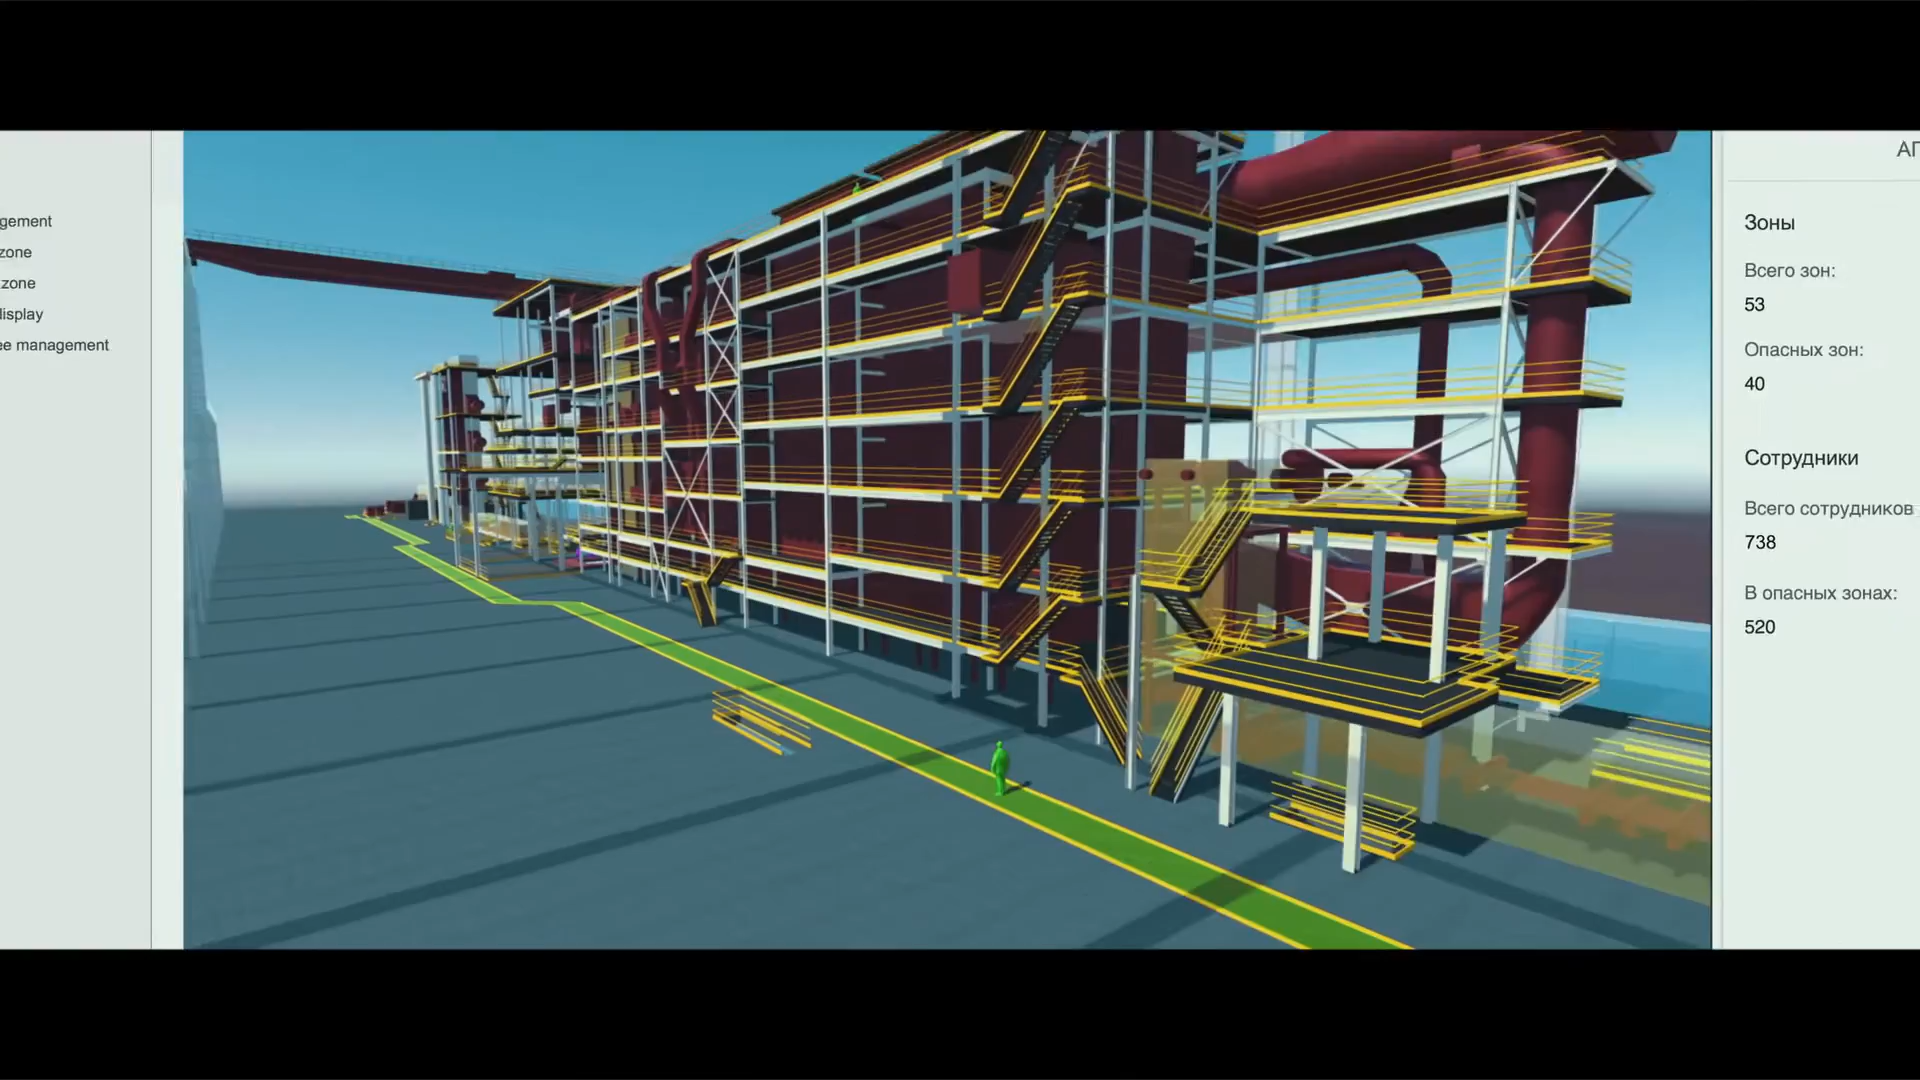 gement
zone
zone
display
ee management
АГ
Зоны
Всего зон:
53
Опасных зон:
40
Сотрудники
Всего сотрудников
738
В опасных зонах:
520